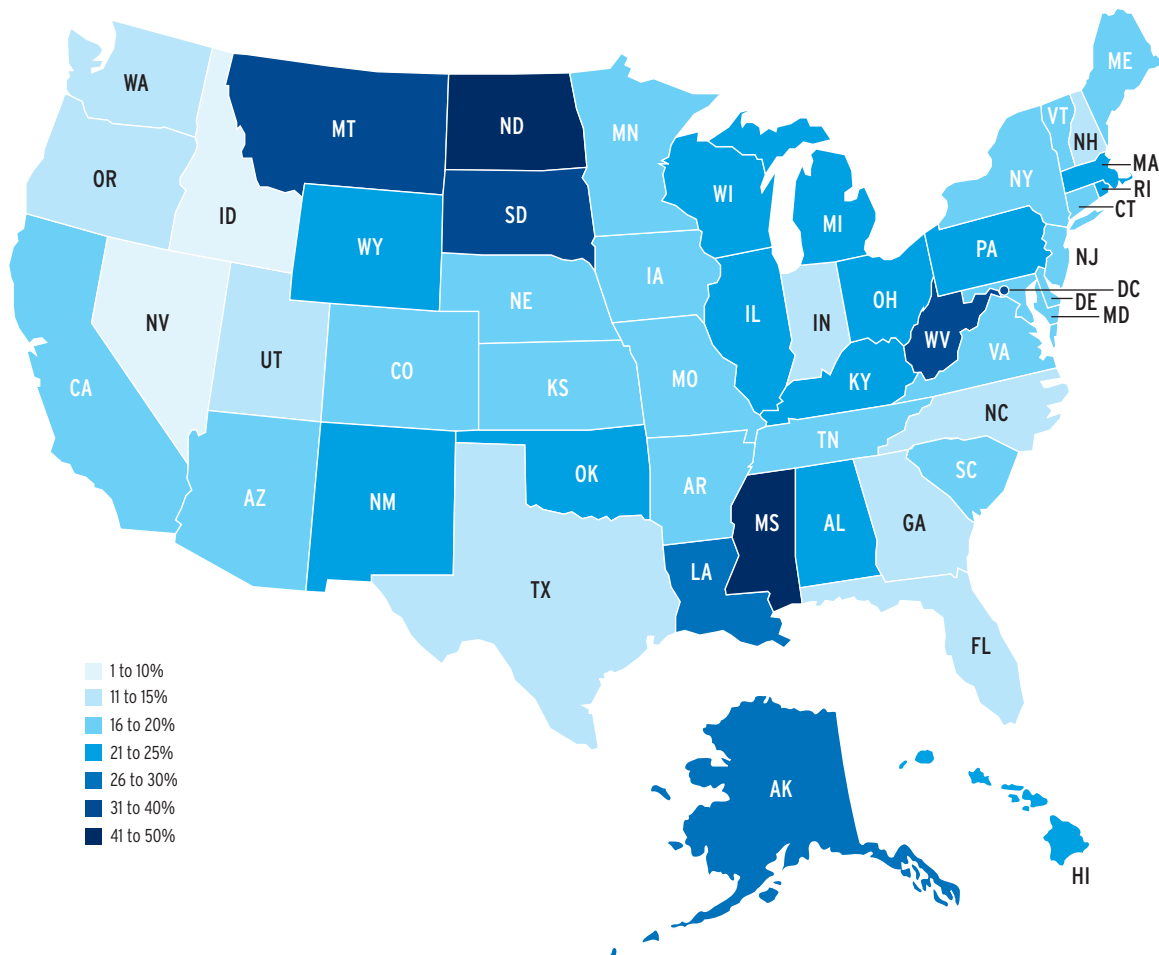 ME
WA
VT
MT
ND
MN
NH
MA
OR
NY
RI
WI
CT
ID
SD
MI
WY
PA
NJ
IA
DC
NE
OH
DE
IL
IN
MD
NV
WV
UT
VA
CO
KY
CA
KS
MO
NC
TN
SC
OK
AR
AZ
NM
MS
AL
GA
LA
TX
FL
1 to 10%
11 to 15%
16 to 20%
21 to 25%
26 to 30%
31 to 40%
41 to 50%
AK
HI